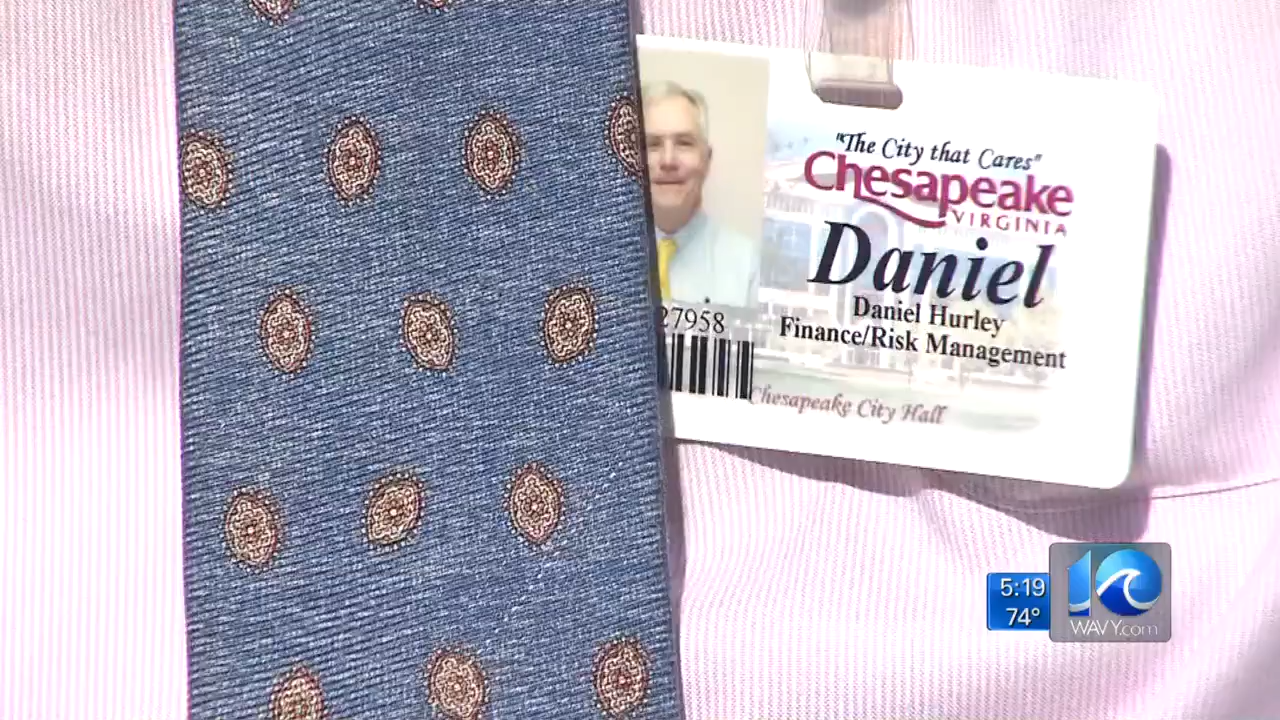 "The City that Cares"
Chesapeake
VIRGINIA
Daniel
Daniel Hurley
Finance/Risk Management
27958
Chesapeake City Hall
5:19
74°
10
WAVY.com